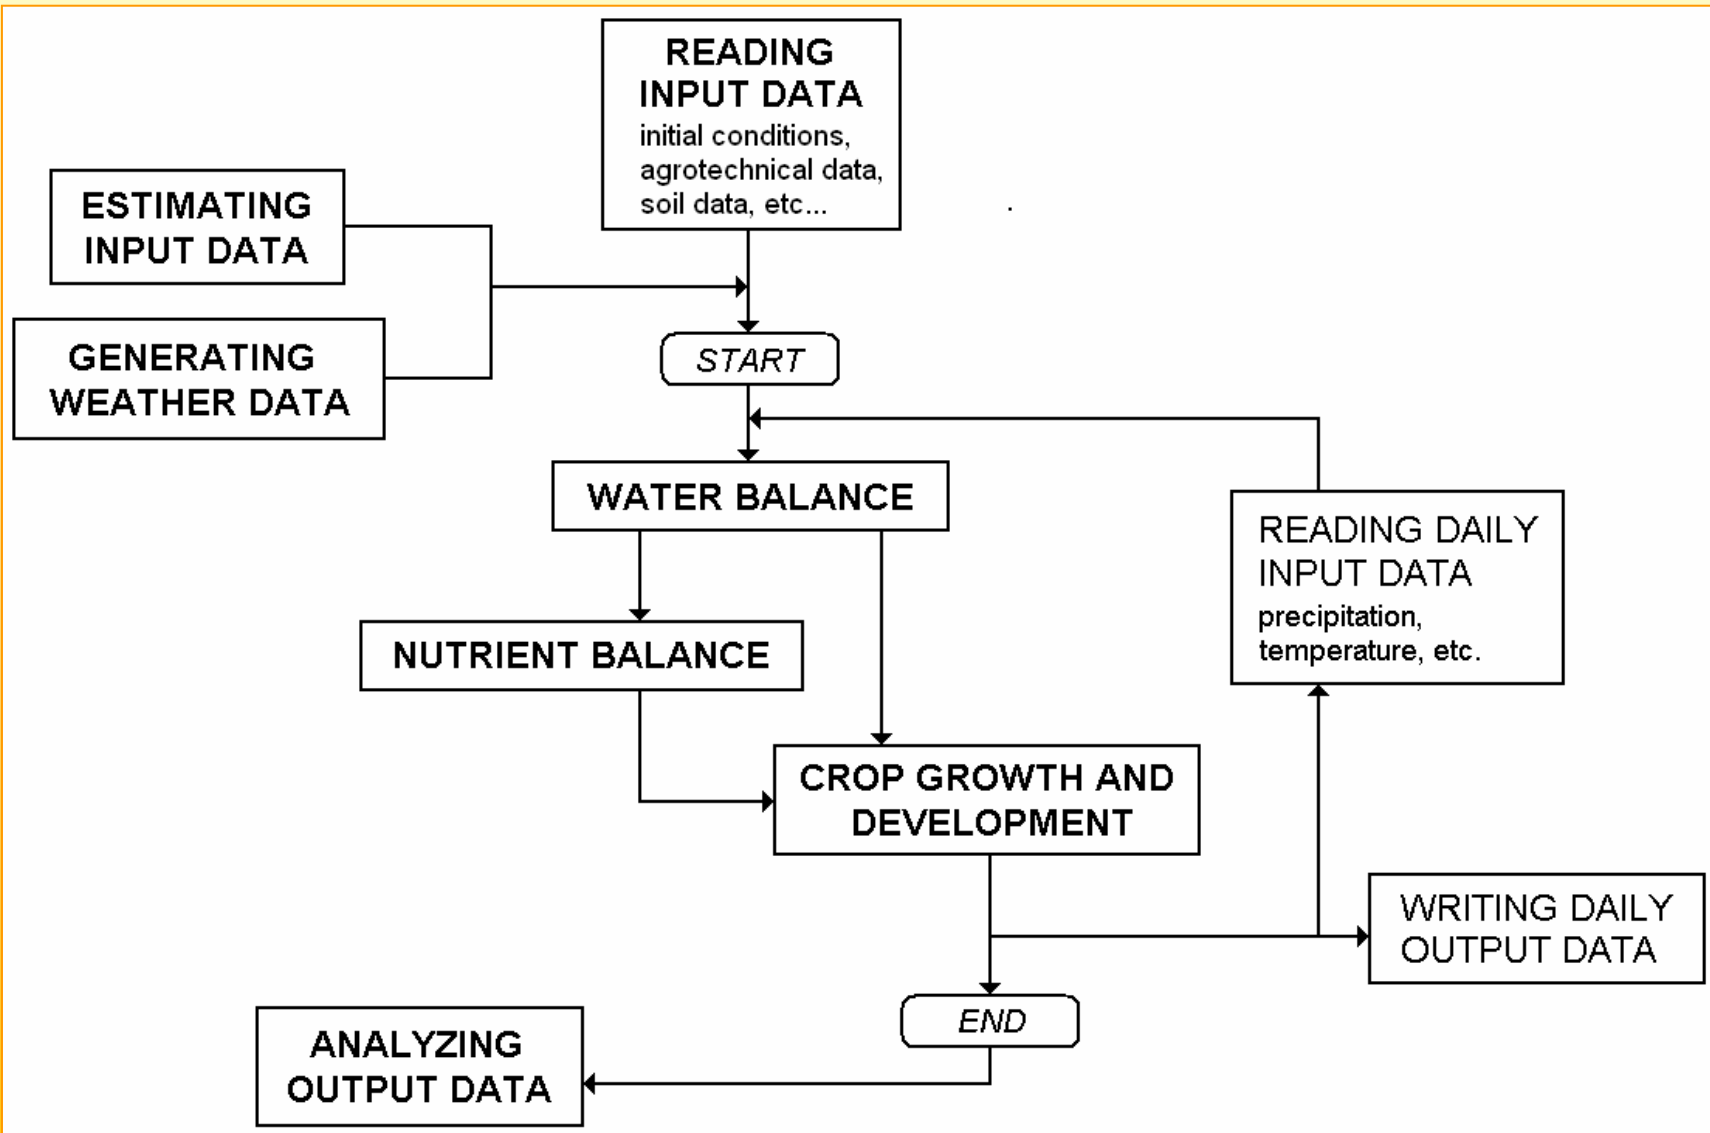 READING
INPUT DATA
initial conditions,
agrotechnical data,
soil data, etc...
ESTIMATING
INPUT DATA
GENERATING
WEATHER DATA
START
WATER BALANCE
READING DAILY
INPUT DATA
precipitation,
temperature, etc.
NUTRIENT BALANCE
CROP GROWTH AND
DEVELOPMENT
WRITING DAILY
OUTPUT DATA
END
ANALYZING
OUTPUT DATA